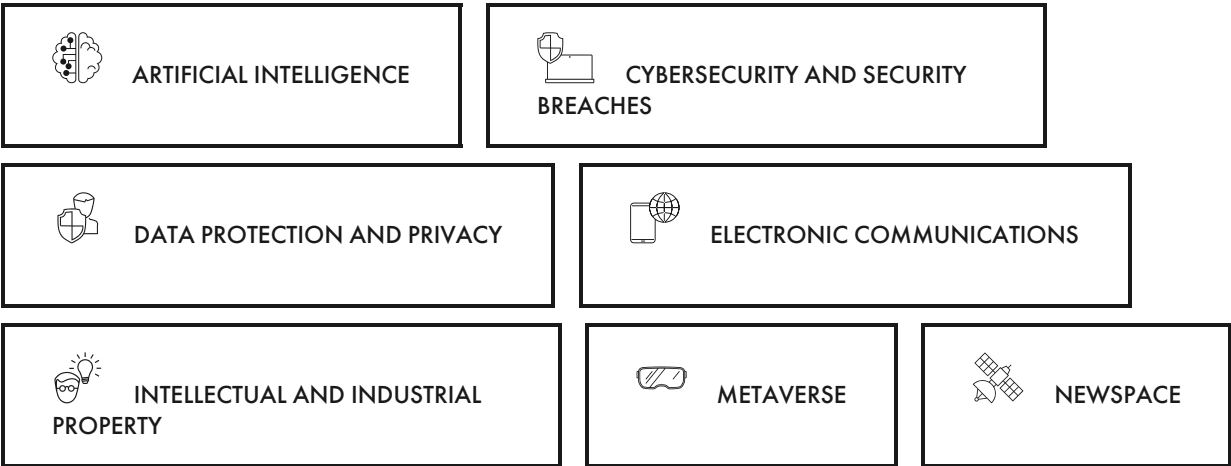 ARTIFICIAL INTELLIGENCE
CYBERSECURITY AND SECURITY
BREACHES
DATA PROTECTION AND PRIVACY
ELECTRONIC COMMUNICATIONS
INTELLECTUAL AND INDUSTRIAL
PROPERTY
METAVERSE
NEWSPACE